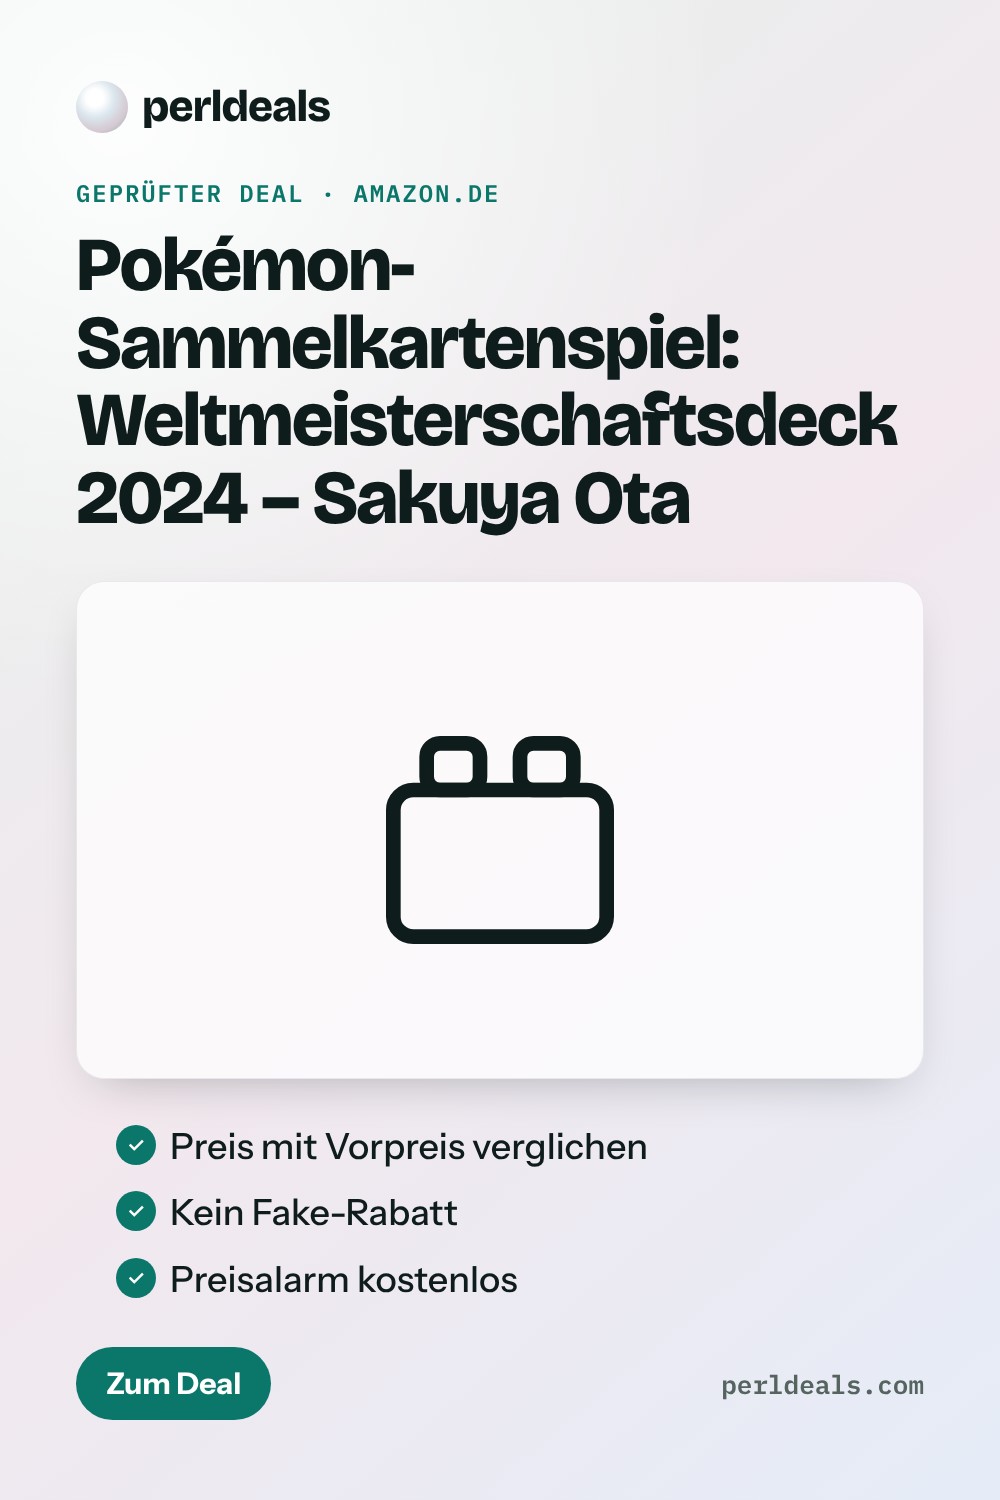 perldeals
GEPRÜFTER DEAL · AMAZON.DE
Pokémon-
Sammelkartenspiel:
Weltmeisterschaftsdeck
2024 – Sakuya Ota
Preis mit Vorpreis verglichen
Kein Fake-Rabatt
Preisalarm kostenlos
Zum Deal
perldeals.com